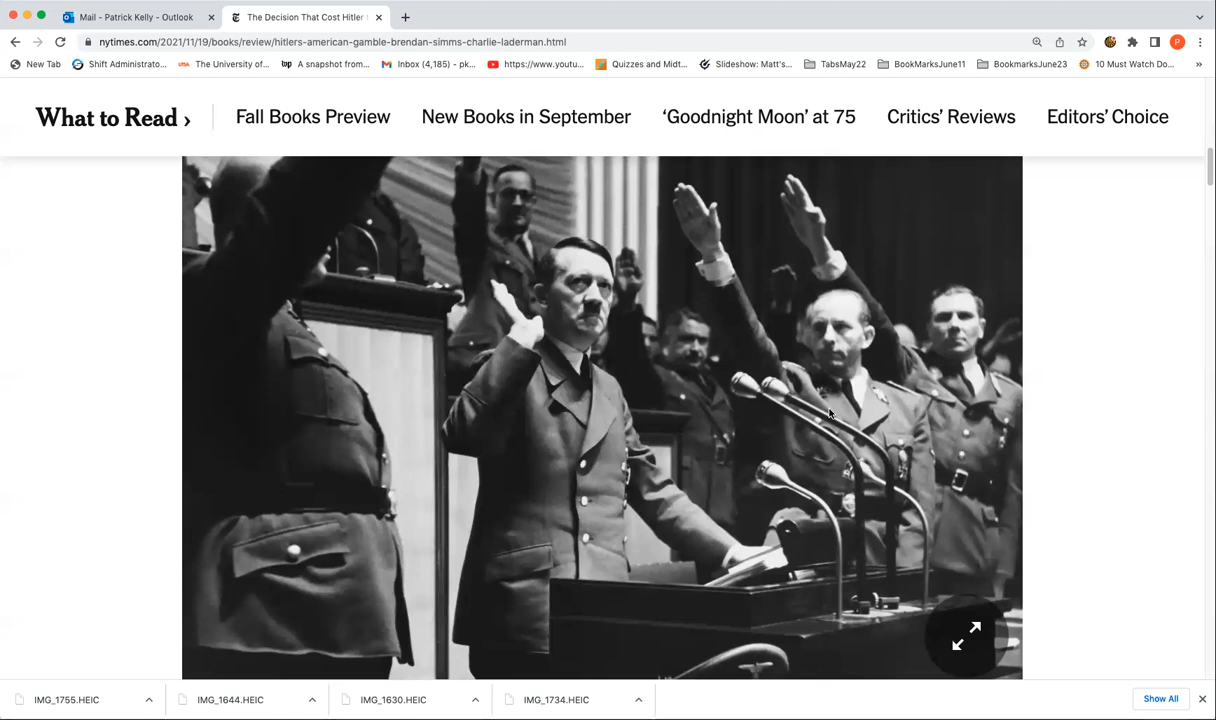 Mail - Patrick Kelly - Outlook
The Decision That Cost Hitler
nytimes.com/2021/11/19/books/review/hitlers-american-gamble-brendan-simms-charlie-laderman.html
P
New Tab
Shift Administrato...
UTA
The University of...
wp
A snapshot from...
Inbox (4,185) - pk...
https://www.youtu...
Quizzes and Midt...
Slideshow: Matt's...
TabsMay22
BookMarksJune11
BookmarksJune23
10 Must Watch Do...
»
What to Read ›
Fall Books Preview
New Books in September
‘Goodnight Moon’ at 75
Critics’ Reviews
Editors’ Choice
IMG_1755.HEIC
IMG_1644.HEIC
IMG_1630.HEIC
IMG_1734.HEIC
Show All